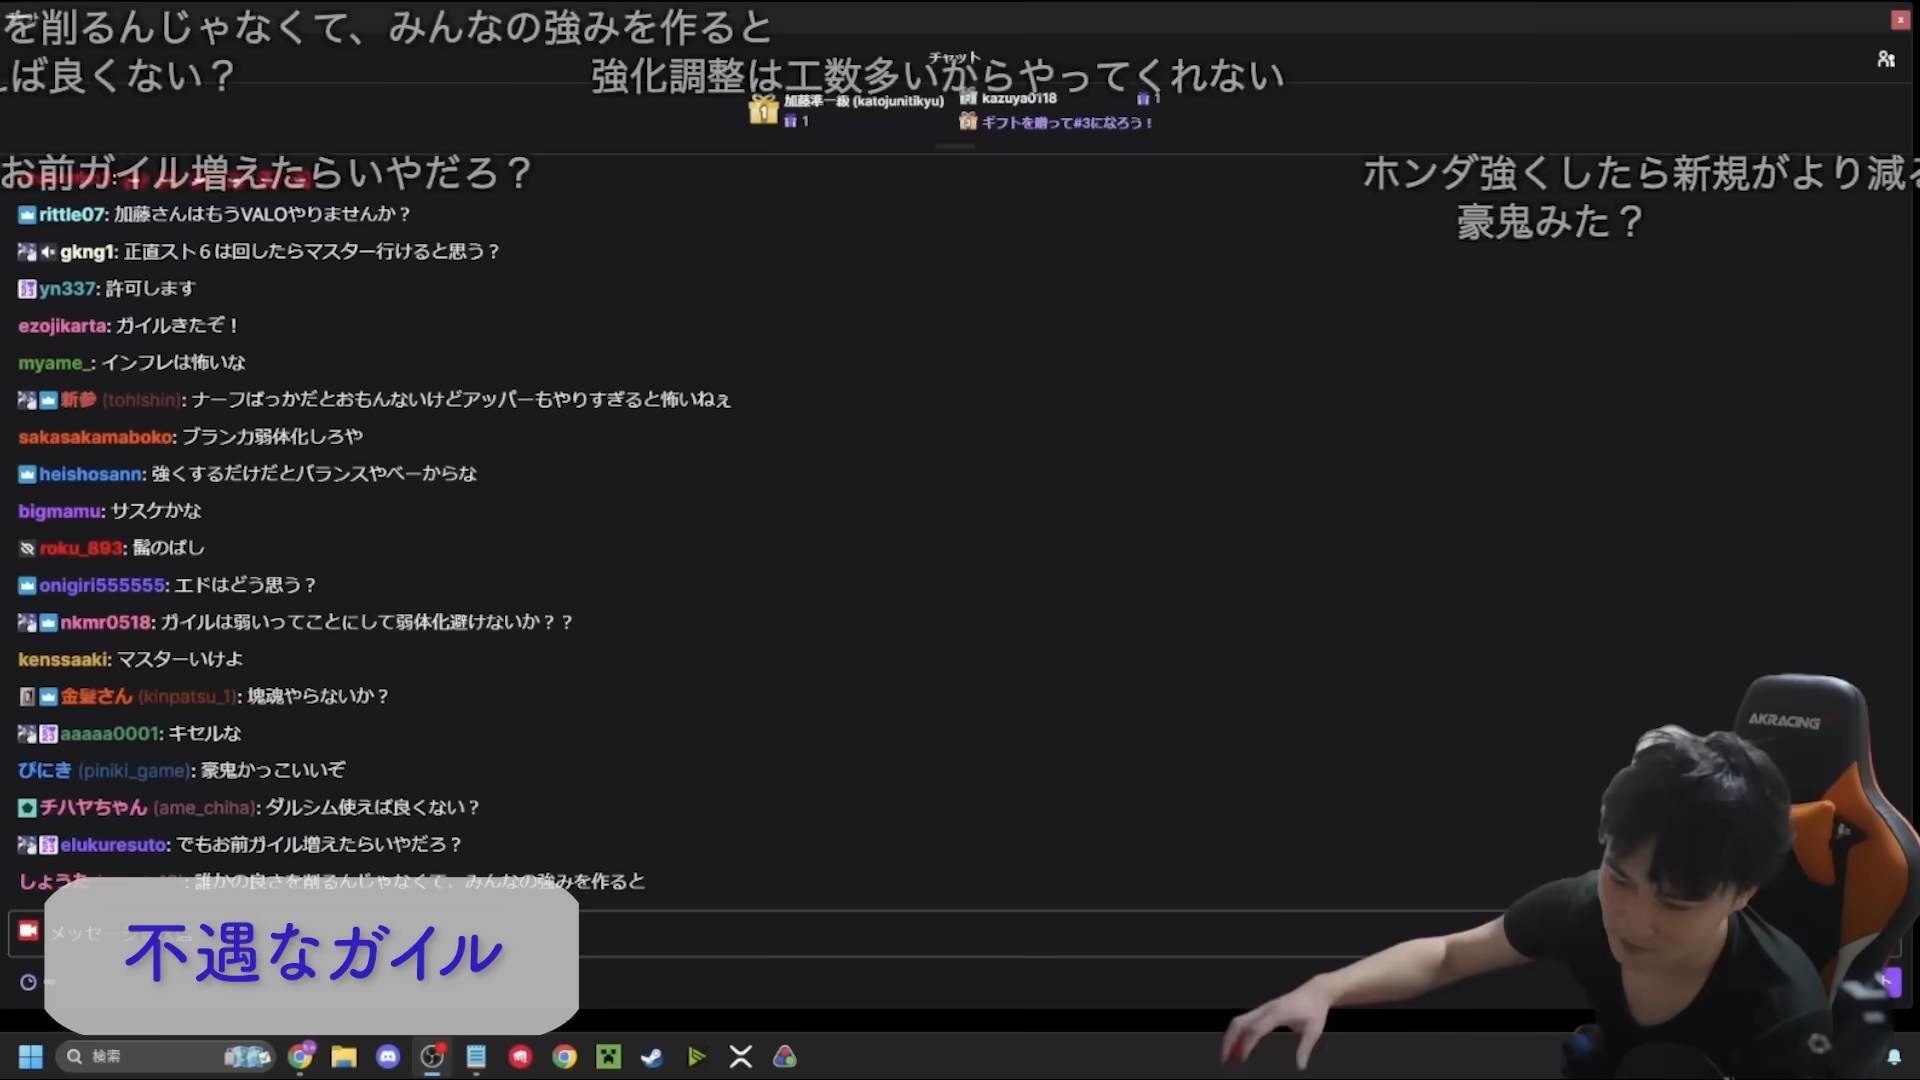 を削るんじゃなくて、みんなの強みを作ると
ば良くない？
チャット
強化調整は工数多いからやってくれない
加藤準一級 (katojunitikyu)
1
kazuya0118
1
ギフトを贈って#3になろう！
お前ガイル増えたらいやだろ？
ホンダ強くしたら新規がより減る
豪鬼みた？
rittle07: 加藤さんはもうVALOやりませんか？
gkng1: 正直スト６は回したらマスター行けると思う？
yn337: 許可します
ezojikarta: ガイルきたぞ！
myame_: インフレは怖いな
新参 (tohlshin): ナーフばっかだとおもんないけどアッパーもやりすぎると怖いねぇ
sakasakamaboko: ブランカ弱体化しろや
heishosann: 強くするだけだとバランスやべーからな
bigmamu: サスケかな
roku_893: 髷のばし
onigiri555555: エドはどう思う？
nkmr0518: ガイルは弱いってことにして弱体化避けないか？？
kenssaaki: マスターいけよ
金髪さん (kinpatsu_1): 塊魂やらないか？
aaaaa0001: キセルな
ぴにき (piniki_game): 豪鬼かっこいいぞ
チハヤちゃん (ame_chiha): ダルシム使えば良くない？
elukuresuto: でもお前ガイル増えたらいやだろ？
しょうた : 誰かの良さを削るんじゃなくて、みんなの強みを作ると
メッセ
不遇なガイル
検索
AKRACING